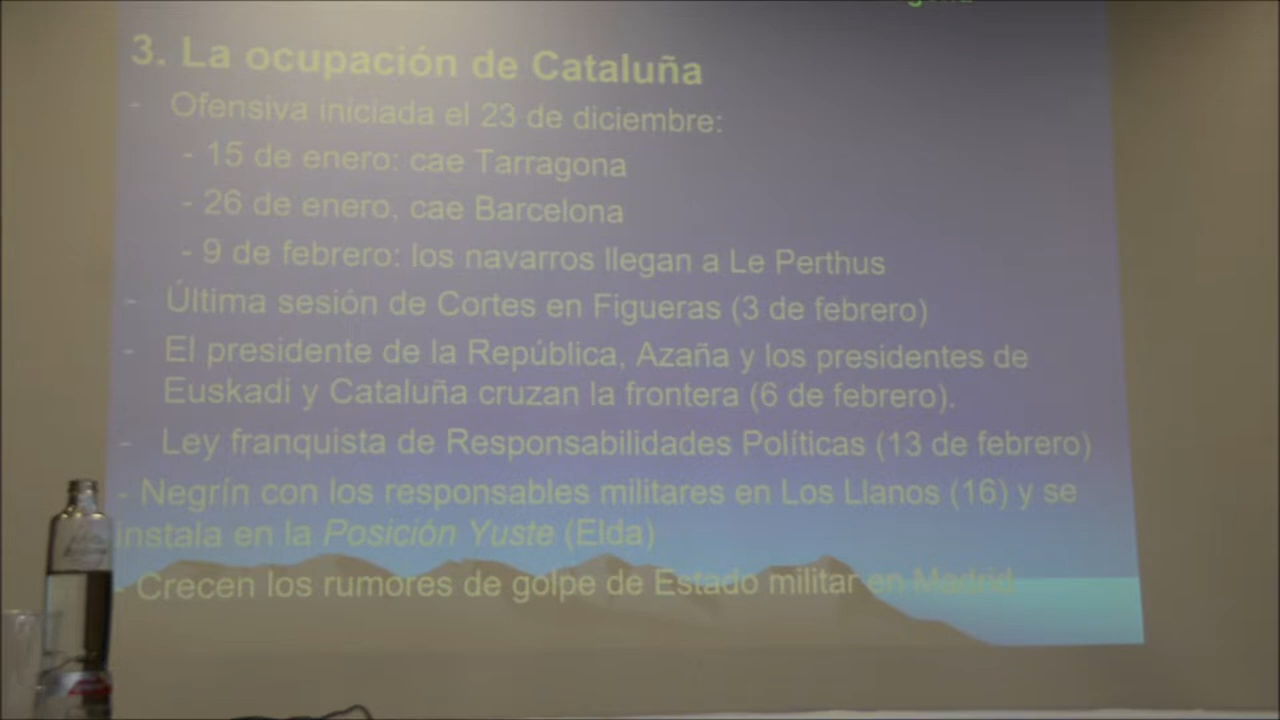 3. La ocupación de Cataluña
- Ofensiva iniciada el 23 de diciembre:
- 15 de enero: cae Tarragona
- 26 de enero, cae Barcelona
- 9 de febrero: los navarros llegan a Le Perthus
- Última sesión de Cortes en Figueras (3 de febrero)
- El presidente de la República, Azaña y los presidentes de
Euskadi y Cataluña cruzan la frontera (6 de febrero).
- Ley franquista de Responsabilidades Políticas (13 de febrero)
- Negrín con los responsables militares en Los Llanos (16) y se
instala en la Posición Yuste (Elda)
- Crecen los rumores de golpe de Estado militar en Madrid